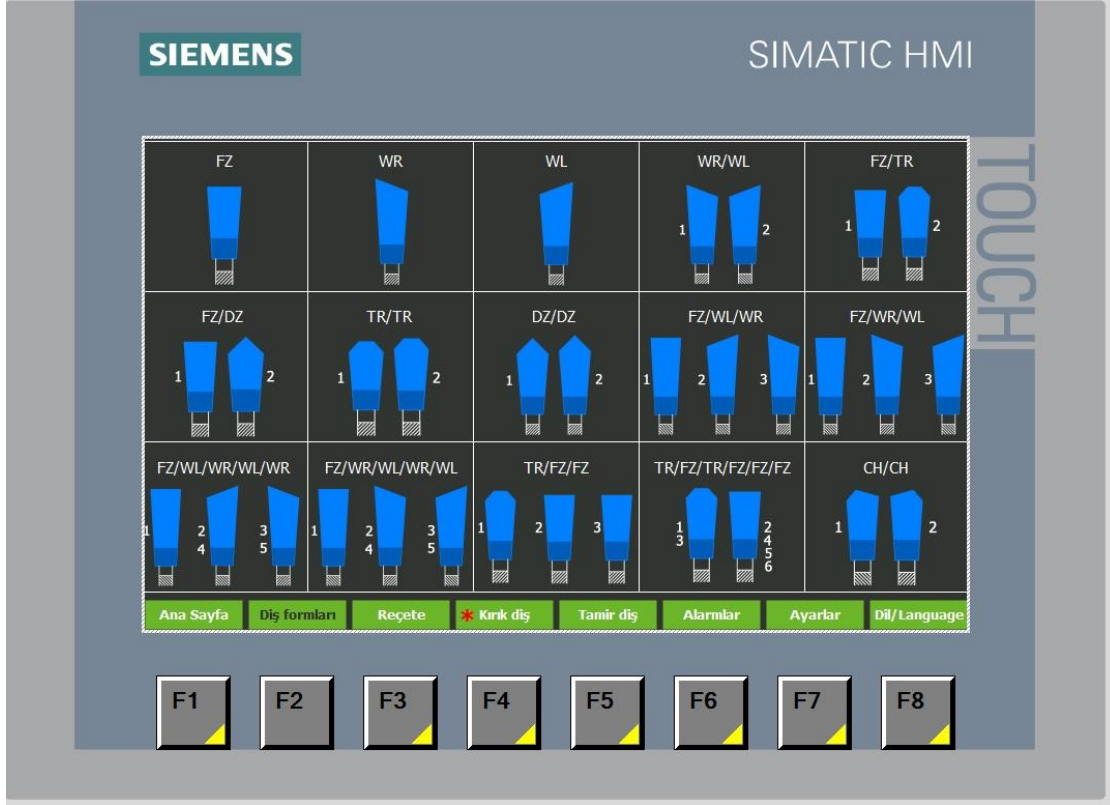 SIEMENS
SIMATIC HMI
TOUCH
FZ
WR
WL
WR/WL
1 2
FZ/TR
1 2
FZ/DZ
1 2
TR/TR
1 2
DZ/DZ
1 2
FZ/WL/WR
1 2 3
FZ/WR/WL
1 2 3
FZ/WL/WR/WL/WR
1 2 3
4 5
FZ/WR/WL/WR/WL
1 2 3
4 5
TR/FZ/FZ
1 2 3
TR/FZ/TR/FZ/FZ/FZ
1 2
3 4
5
6
CH/CH
1 2
Ana Sayfa
Diş formları
Reçete
* Kırık diş
Tamir diş
Alarmlar
Ayarlar
Dil/Language
F1 F2 F3 F4 F5 F6 F7 F8